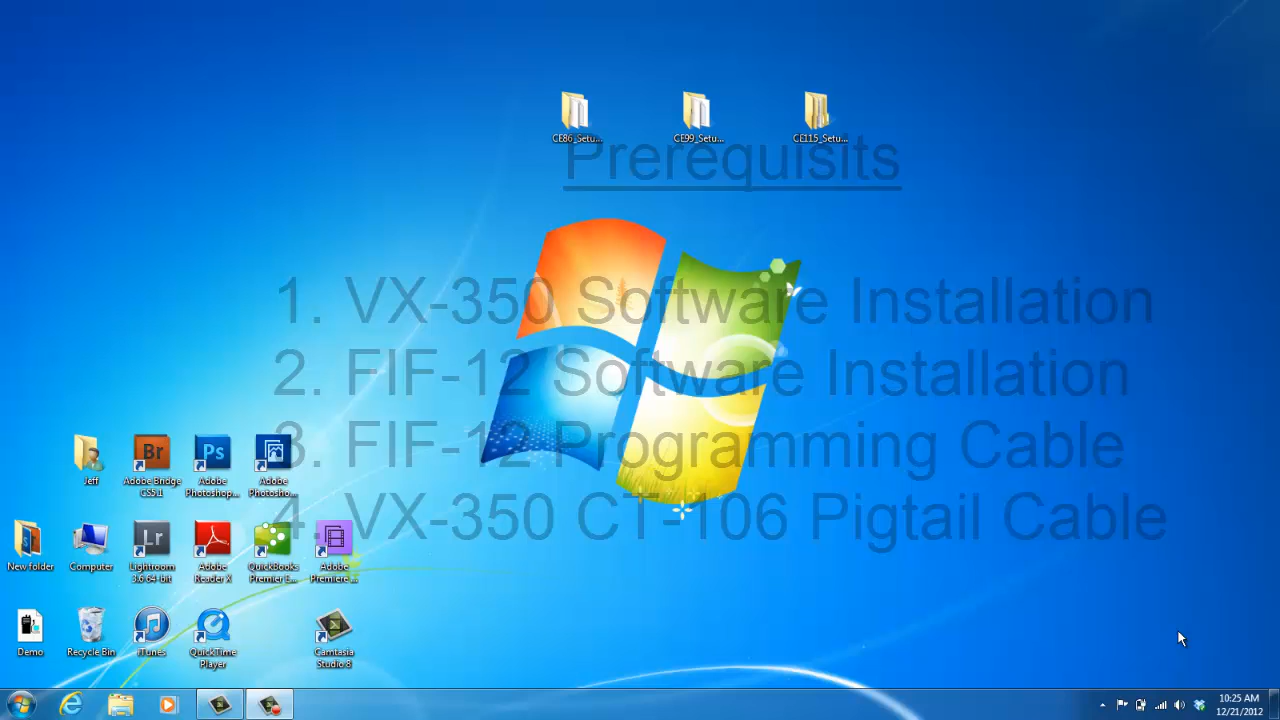 CE86_Setu...
CE99_Setu...
CE115_Setu...
Prerequisits
1. VX-350 Software Installation
2. FIF-12 Software Installation
3. FIF-12 Programming Cable
4. VX-350 CT-106 Pigtail Cable
Jeff
Br
Adobe Bridge
CS5.1
Ps
Adobe
Photoshop...
Adobe
Photosho...
New folder
Computer
Lr
Lightroom
3.6 64-bit
Adobe
Reader X
QuickBooks
Premier E...
Adobe
Premiere ...
Demo
Recycle Bin
iTunes
QuickTime
Player
Camtasia
Studio 8
10:25 AM
12/21/2012